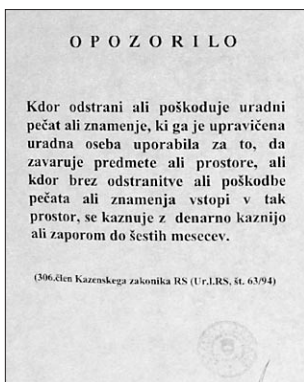 OPOZORILO
Kdor odstrani ali poškoduje uradni
pečat ali znamenje, ki ga je upravičena
uradna oseba uporabila za to, da
zavaruje predmete ali prostore, ali
kdor brez odstranitve ali poškodbe
pečata ali znamenja vstopi v tak
prostor, se kaznuje z denarno kaznijo
ali zaporom do šestih mesecev.
(306.člen Kazenskega zakonika RS (Ur.l.RS, št. 63/94)